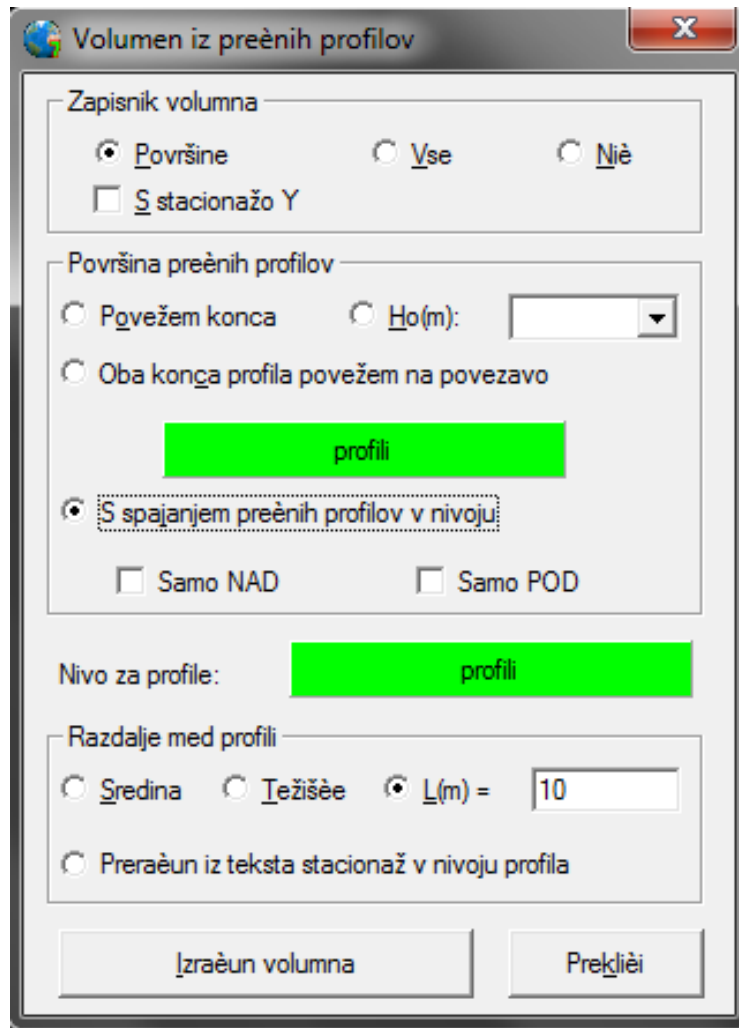 Volumen iz preènih profilov
Zapisnik volumna
Površine Vse Niè
S stacionažo Y
Površina preènih profilov
Povežem konca Ho(m):
Oba konca profila povežem na povezavo
profili
S spajanjem preènih profilov v nivoju
Samo NAD Samo POD
Nivo za profile: profili
Razdalje med profili
Sredina Težišèe L(m) = 10
Preraèun iz teksta stacionaž v nivoju profila
Izraèun volumna Preklièi